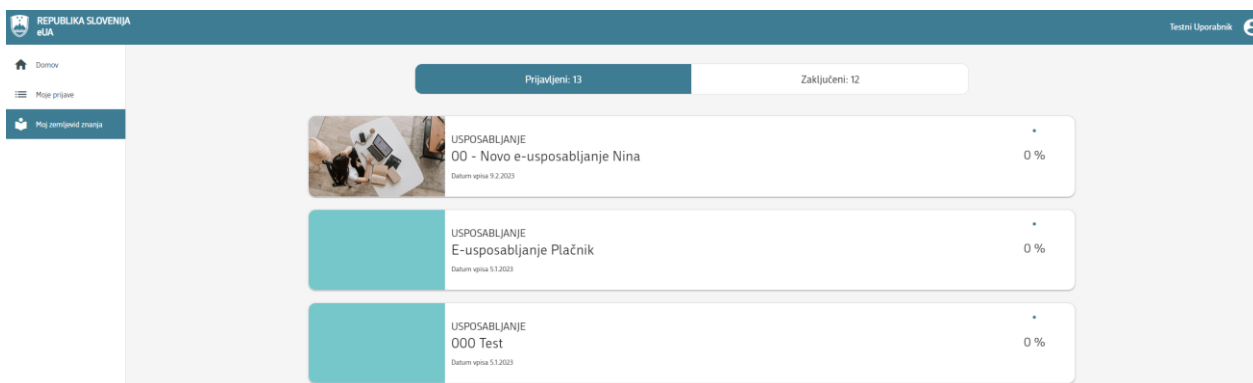 REPUBLIKA SLOVENIJA
eUA
Testni Uporabnik
Domov
Moje prijave
Moj zemljevid znanja
Prijavljeni: 13
Zaključeni: 12
USPOSABLJANJE
00 - Novo e-usposabljanje Nina
Datum vpisa 9.2.2023
0 %
USPOSABLJANJE
E-usposabljanje Plačnik
Datum vpisa 5.1.2023
0 %
USPOSABLJANJE
000 Test
Datum vpisa 5.1.2023
0 %